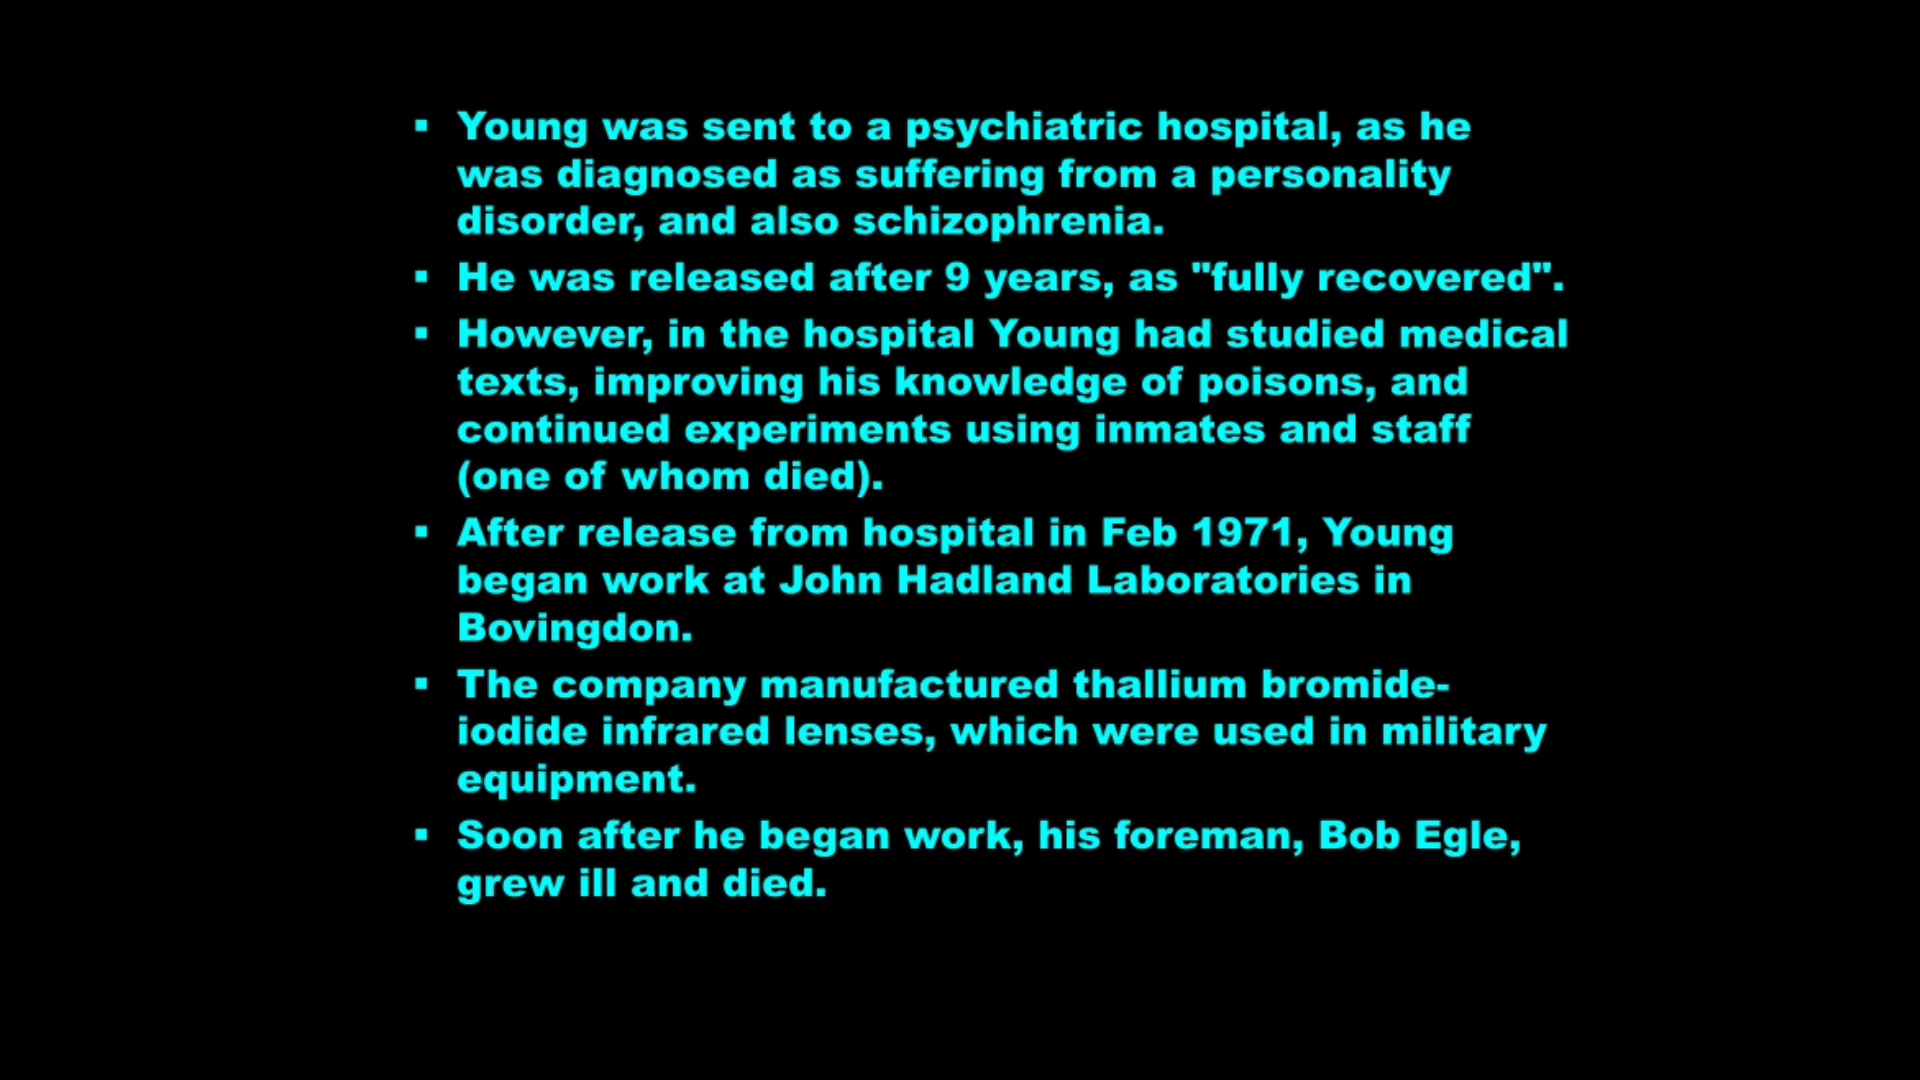 ▪ Young was sent to a psychiatric hospital, as he
was diagnosed as suffering from a personality
disorder, and also schizophrenia.
▪ He was released after 9 years, as "fully recovered".
▪ However, in the hospital Young had studied medical
texts, improving his knowledge of poisons, and
continued experiments using inmates and staff
(one of whom died).
▪ After release from hospital in Feb 1971, Young
began work at John Hadland Laboratories in
Bovingdon.
▪ The company manufactured thallium bromide-
iodide infrared lenses, which were used in military
equipment.
▪ Soon after he began work, his foreman, Bob Egle,
grew ill and died.